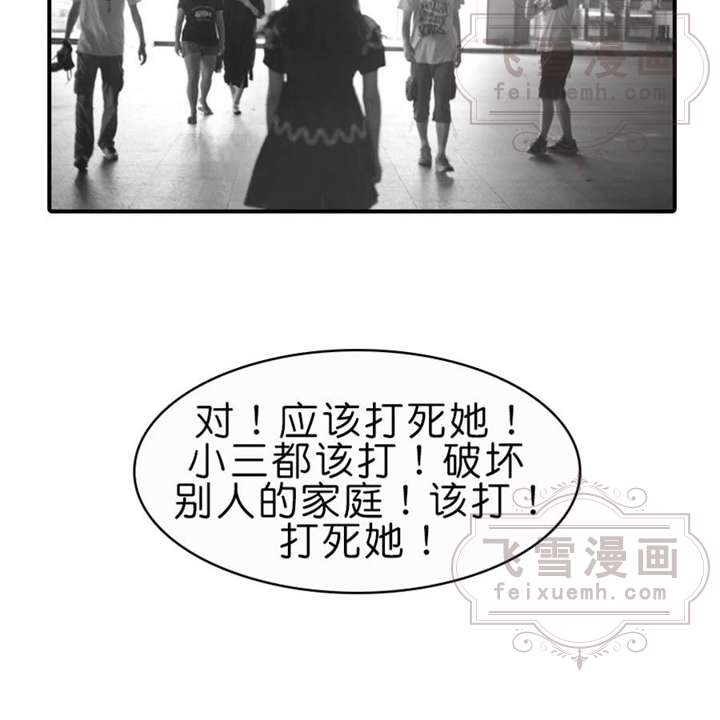 飞雪漫画
feixuemh.com
对！应该打死她！
小三都该打！破坏
别人的家庭！该打！
打死她！
飞雪漫画
feixuemh.com